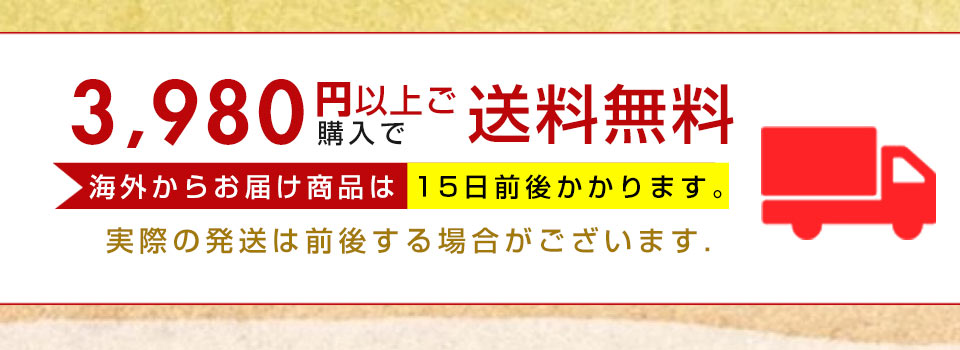 3,980円以上ご購入で 送料無料
海外からお届け商品は 15日前後かかります。
実際の発送は前後する場合がございます.